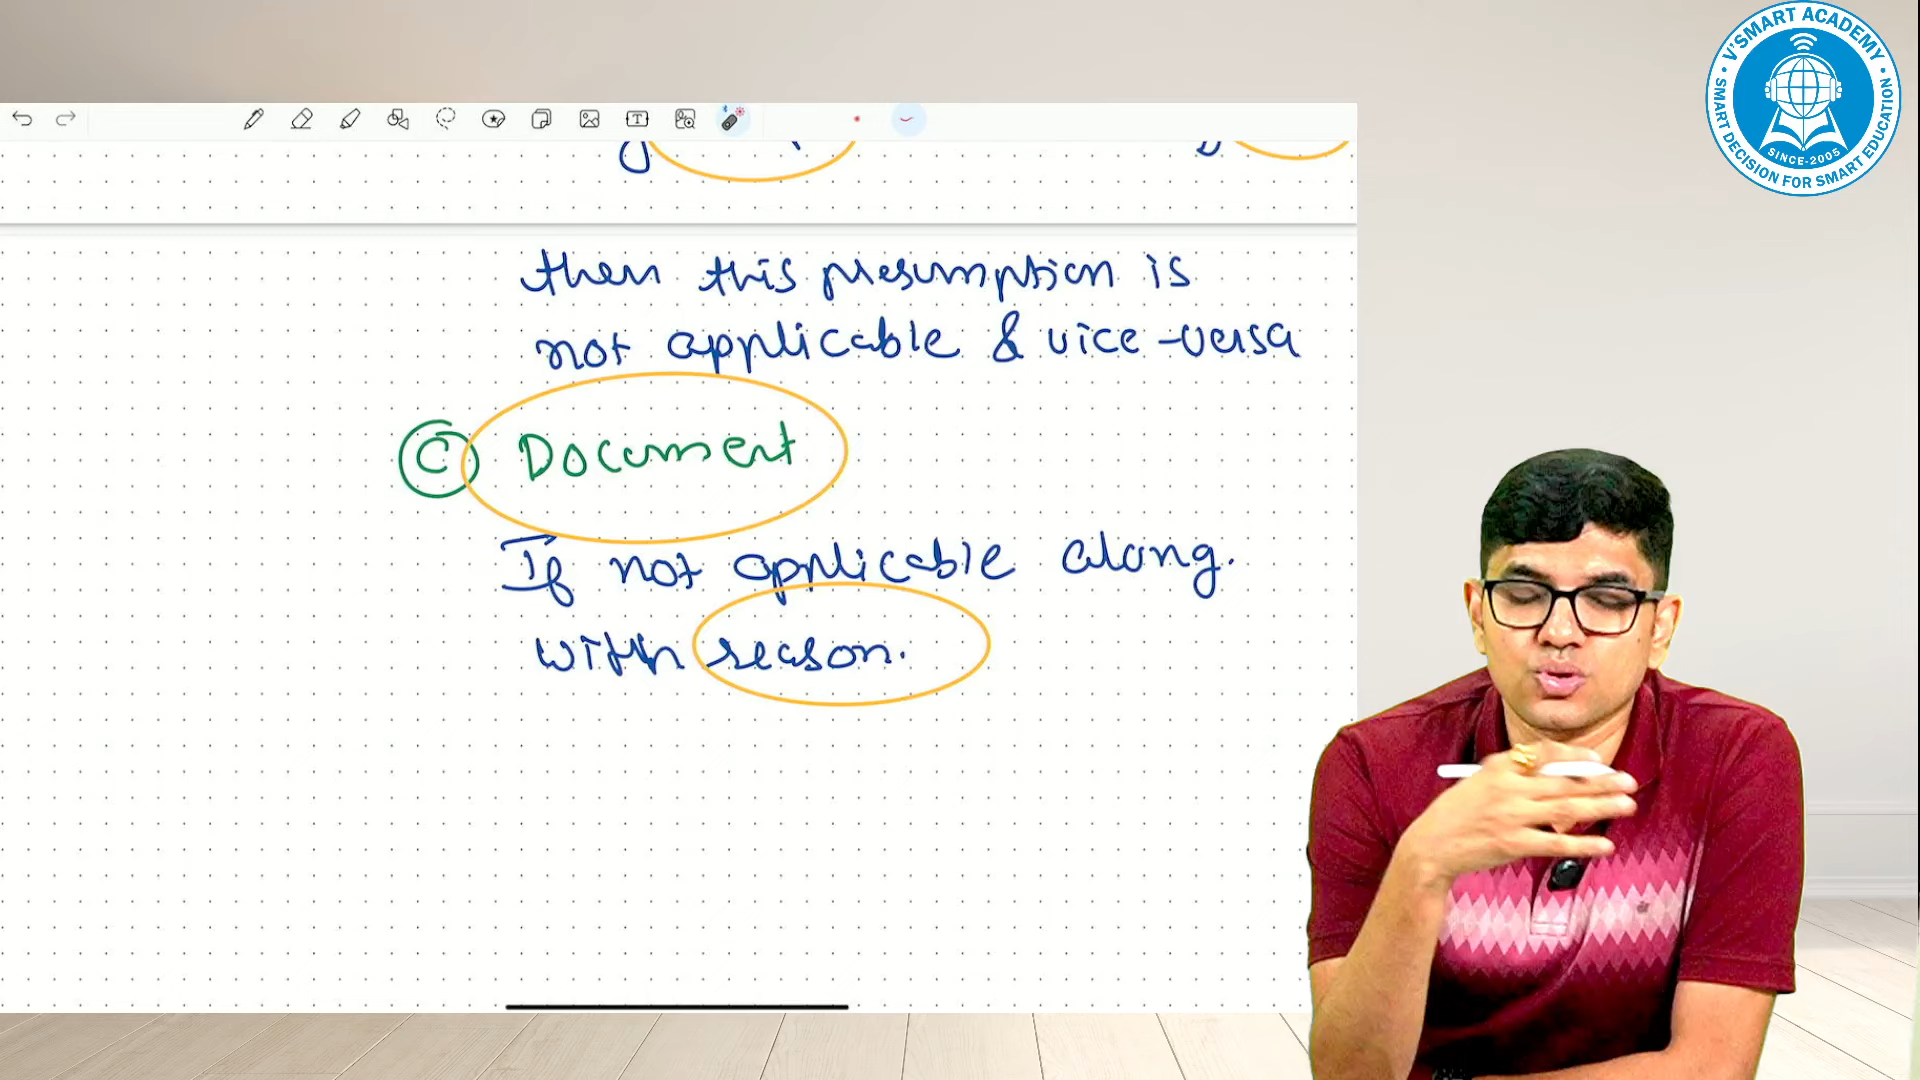 then this presumption is
not applicable & vice-versa
C Document
If not applicable along.
with reason.
V'SMART ACADEMY
SINCE-2005
SMART DECISION FOR SMART EDUCATION